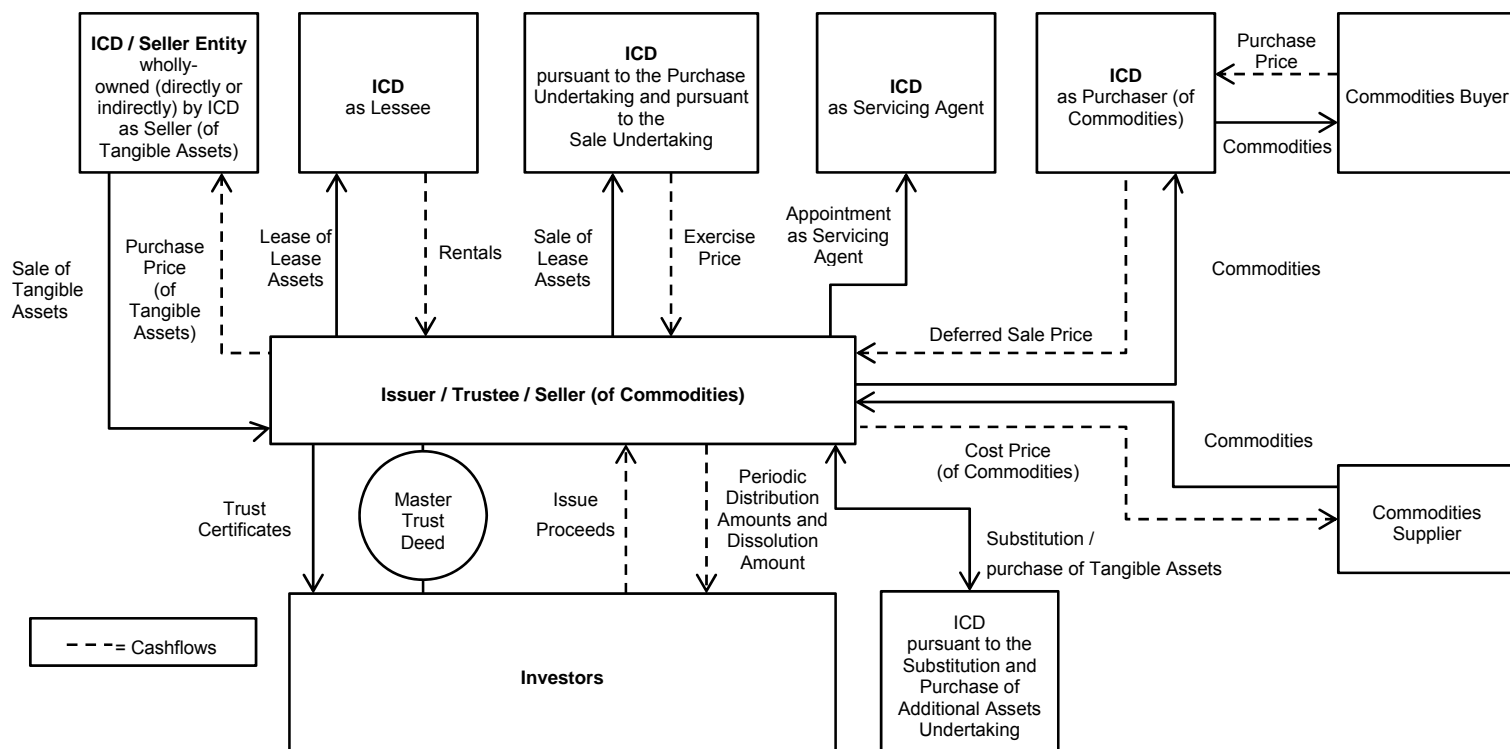 ICD / Seller Entity
wholly-
owned (directly or
indirectly) by ICD
as Seller (of
Tangible Assets)
ICD
as Lessee
ICD
pursuant to the Purchase
Undertaking and pursuant
to the
Sale Undertaking
ICD
as Servicing Agent
ICD
as Purchaser (of
Commodities)
Purchase
Price
Commodities
Commodities Buyer
Sale of
Tangible
Assets
Purchase
Price
(of
Tangible
Assets)
Lease of
Lease
Assets
Rentals
Sale of
Lease
Assets
Exercise
Price
Appointment
as Servicing
Agent
Commodities
Deferred Sale Price
Issuer / Trustee / Seller (of Commodities)
Commodities
Cost Price
(of Commodities)
Commodities
Supplier
Trust
Certificates
Master
Trust
Deed
Issue
Proceeds
Periodic
Distribution
Amounts and
Dissolution
Amount
Substitution /
purchase of Tangible Assets
= Cashflows
Investors
ICD
pursuant to the
Substitution and
Purchase of
Additional Assets
Undertaking